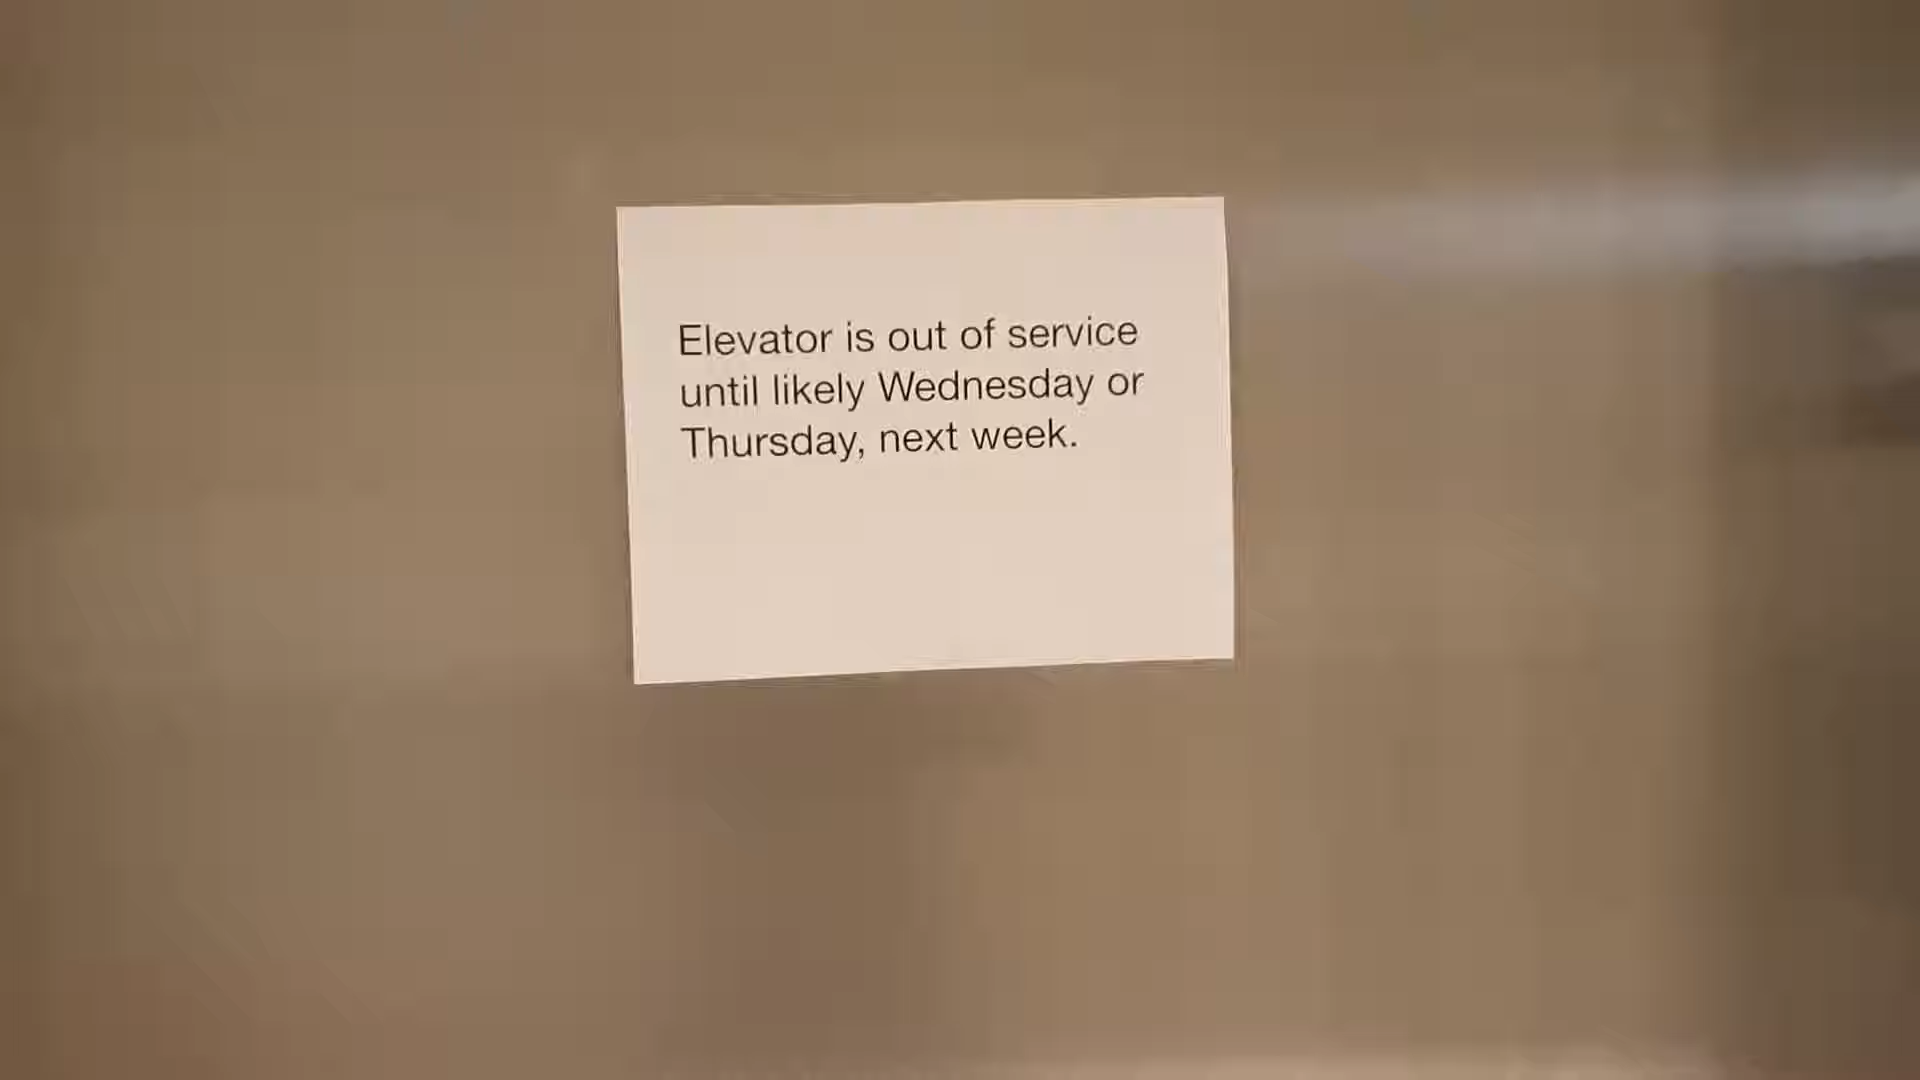 Elevator is out of service
until likely Wednesday or
Thursday, next week.